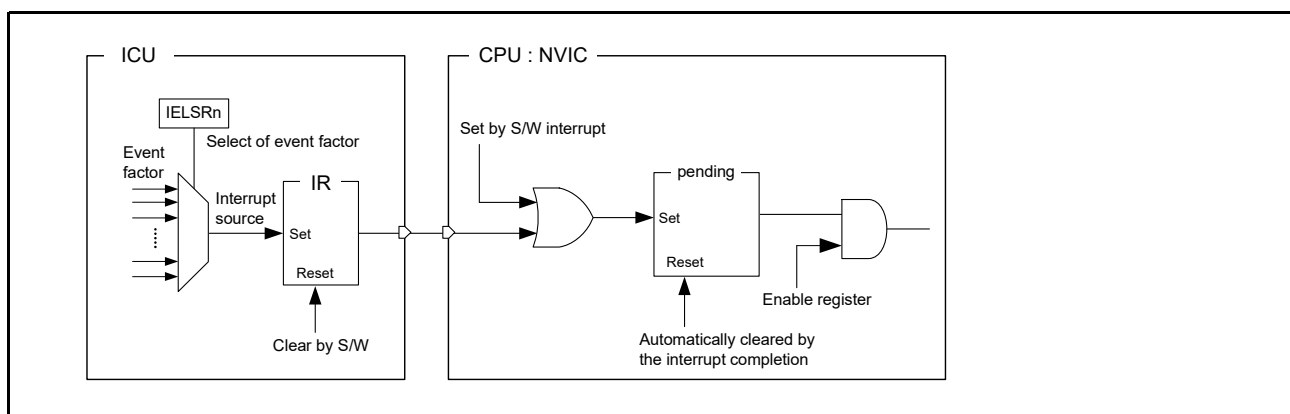 ICU
CPU : NVIC
IELSRn
Select of event factor
Event
factor
Interrupt
source
IR
Set
Reset
Clear by S/W
Set by S/W interrupt
pending
Set
Reset
Enable register
Automatically cleared by
the interrupt completion